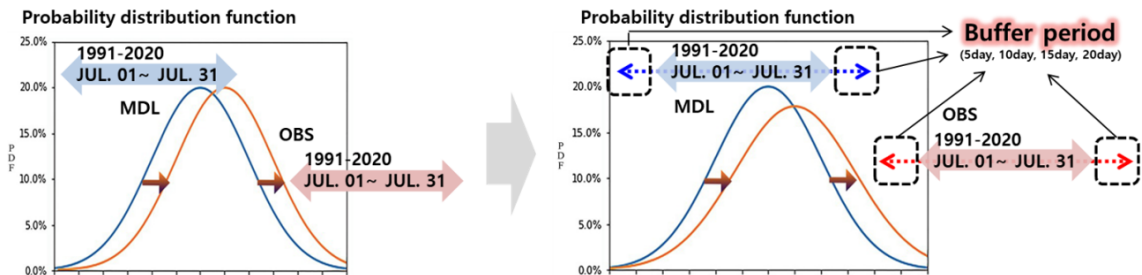 Probability distribution function
25.0%
20.0%
15.0%
10.0%
5.0%
0.0%
PDF
1991-2020
JUL. 01~ JUL. 31
MDL
OBS
1991-2020
JUL. 01~ JUL. 31
Probability distribution function
25.0%
20.0%
15.0%
10.0%
5.0%
0.0%
PDF
1991-2020
JUL. 01~ JUL. 31
MDL
Buffer period
(5day, 10day, 15day, 20day)
OBS
1991-2020
JUL. 01~ JUL. 31